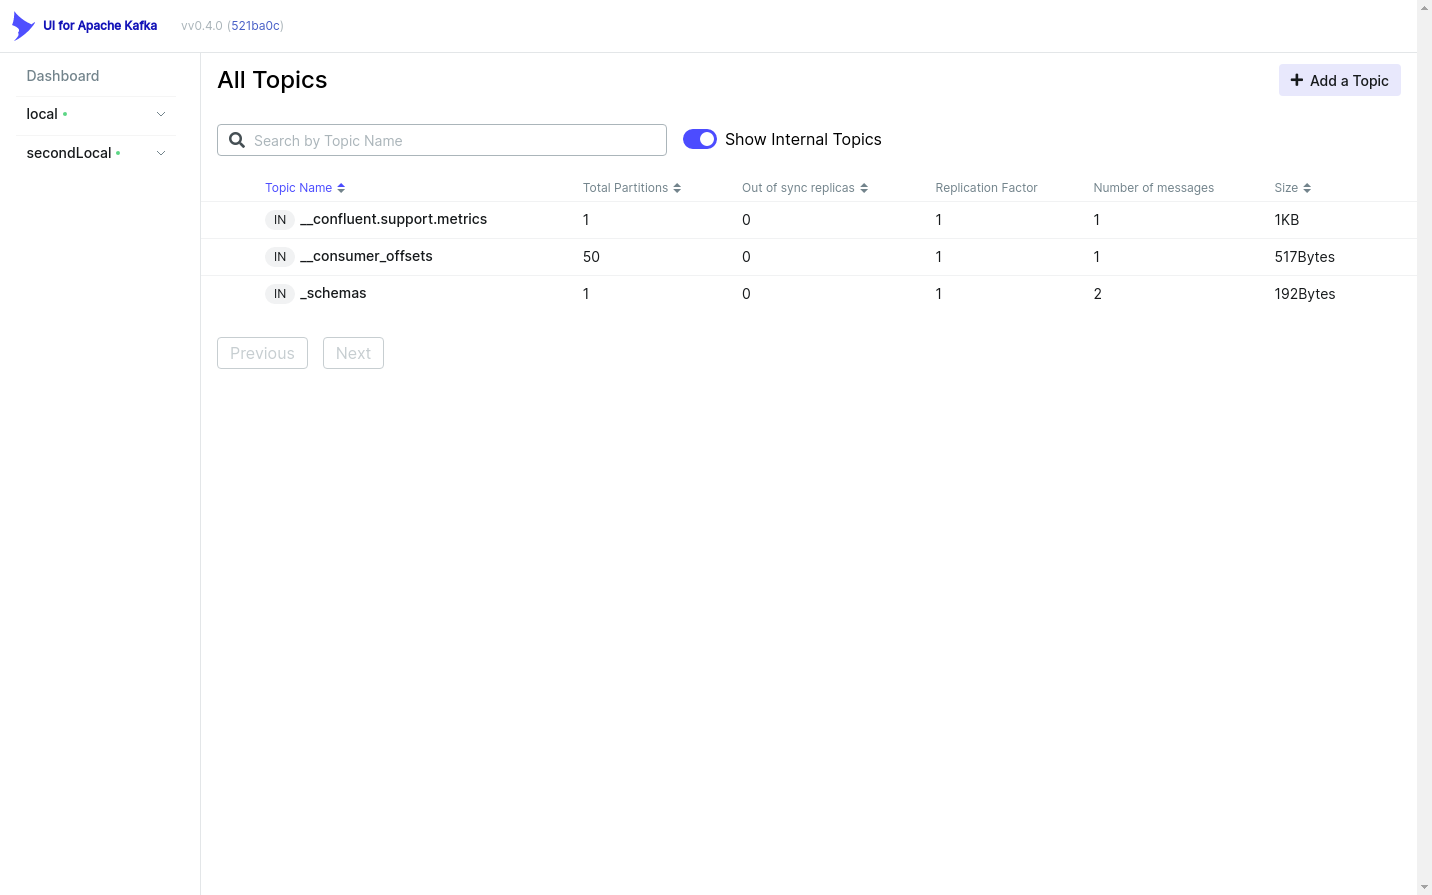 UI for Apache Kafka vv0.4.0 (521ba0c)
Dashboard
local
secondLocal
All Topics
Add a Topic
Search by Topic Name
Show Internal Topics
Topic Name Total Partitions Out of sync replicas Replication Factor Number of messages Size
IN __confluent.support.metrics 1 0 1 1 1KB
IN __consumer_offsets 50 0 1 1 517Bytes
IN _schemas 1 0 1 2 192Bytes
Previous Next